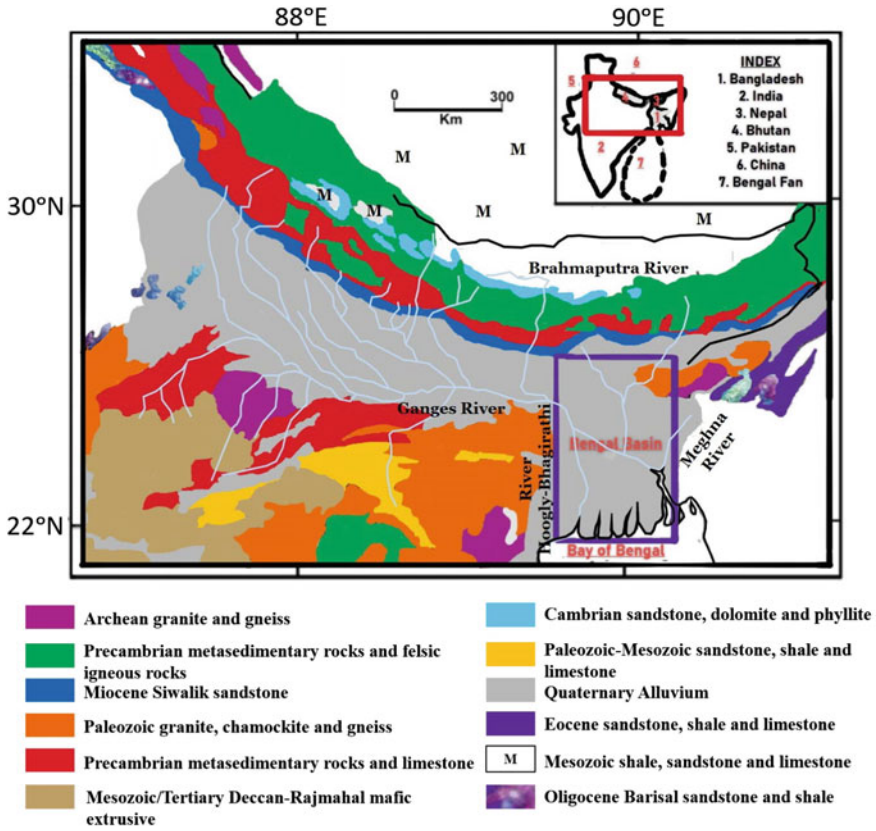 88°E
90°E
30°N
22°N
0
300
Km
INDEX
1. Bangladesh
2. India
3. Nepal
4. Bhutan
5. Pakistan
6. China
7. Bengal Fan
6
5
1
2
7
M
M
M
M
M
M
Brahmaputra River
Ganges River
Hoogly-Bhagirathi
River
Bengal Basin
Meghna
River
Bay of Bengal
Archean granite and gneiss
Precambrian metasedimentary rocks and felsic
igneous rocks
Miocene Siwalik sandstone
Paleozoic granite, chamockite and gneiss
Precambrian metasedimentary rocks and limestone
Mesozoic/Tertiary Deccan-Rajmahal mafic
extrusive
Cambrian sandstone, dolomite and phyllite
Paleozoic-Mesozoic sandstone, shale and
limestone
Quaternary Alluvium
Eocene sandstone, shale and limestone
M
Mesozoic shale, sandstone and limestone
Oligocene Barisal sandstone and shale